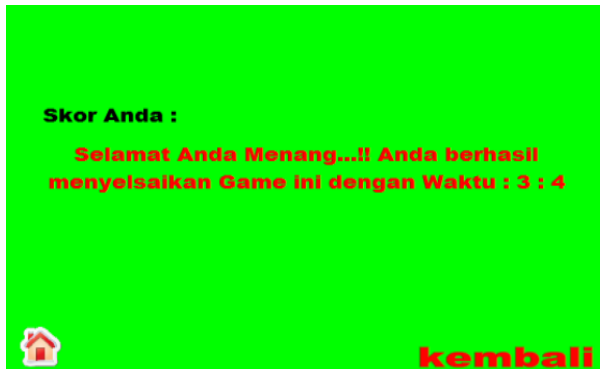 Skor Anda :
Selamat Anda Menang...!! Anda berhasil
menyelsaikan Game ini dengan Waktu : 3 : 4
kembali